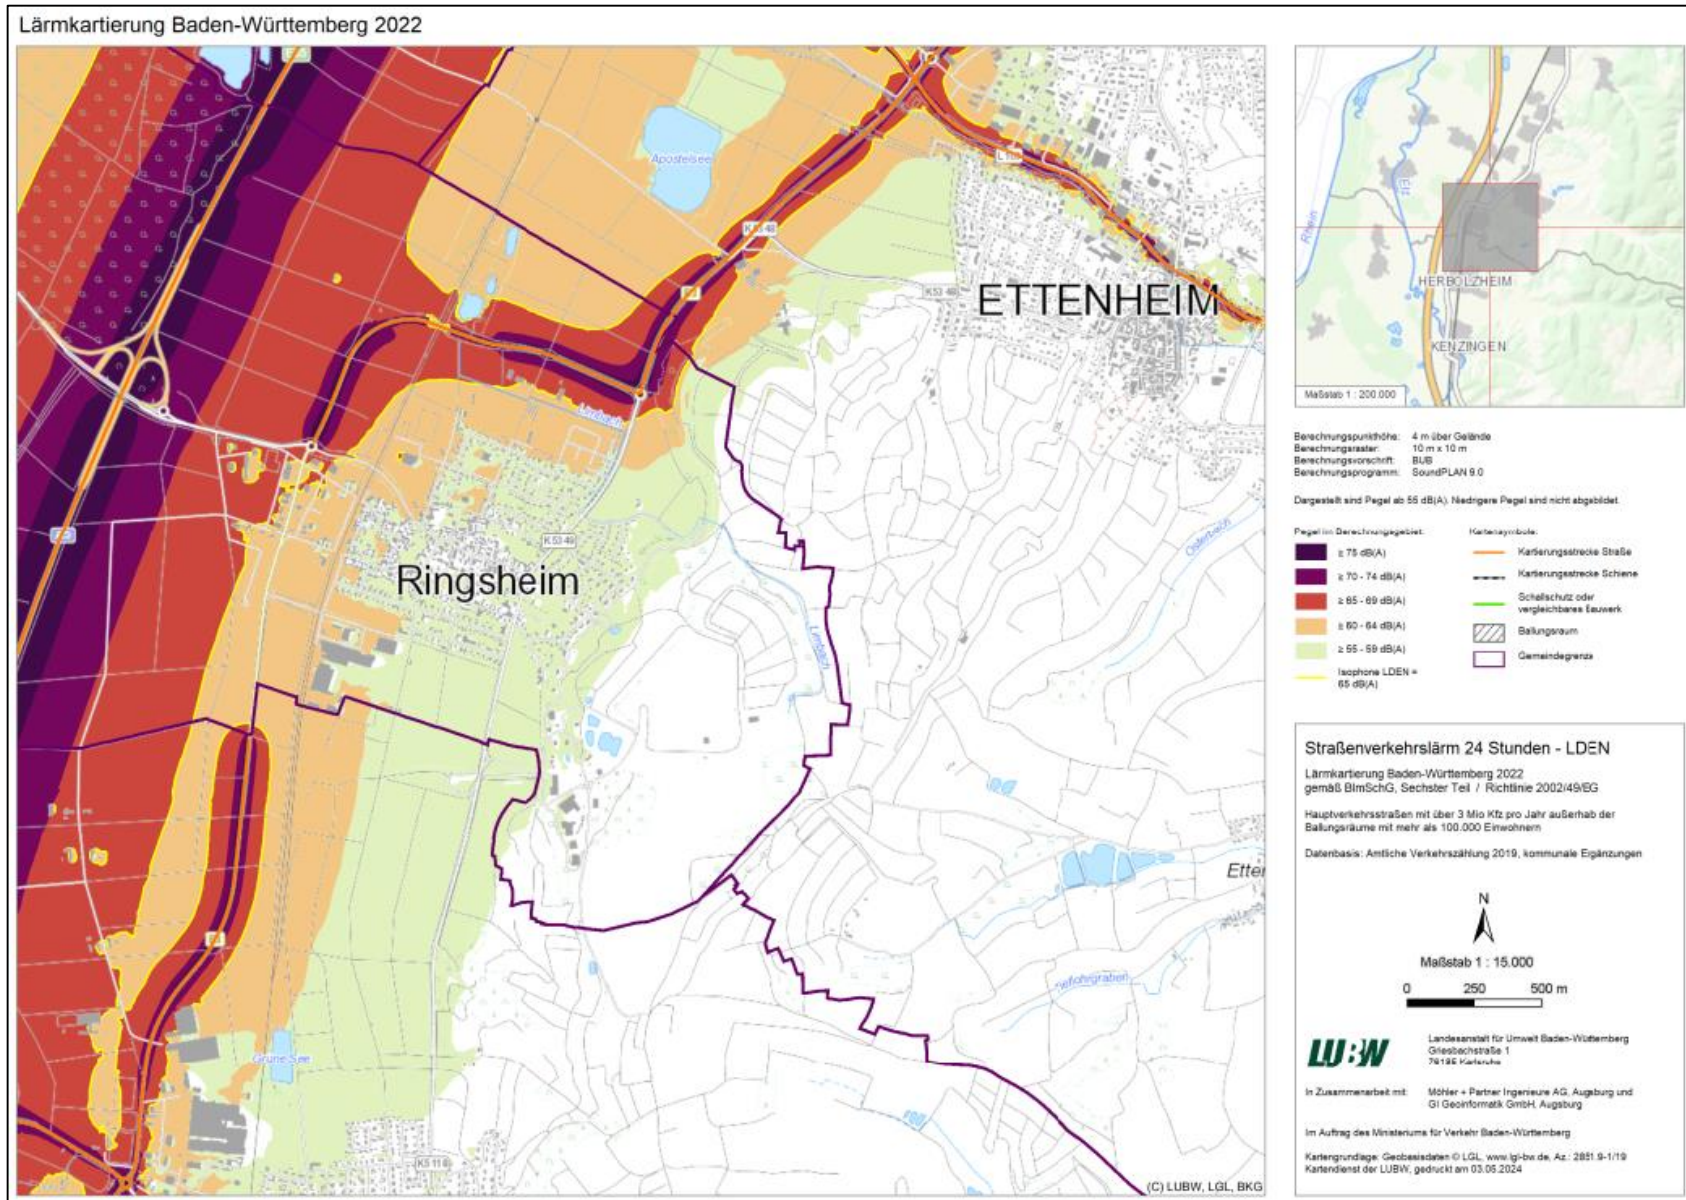 Lärmkartierung Baden-Württemberg 2022
Apostelsee
K 53 48
K 53 48
ETTENHEIM
Limbach
K 5349
Ringsheim
Limbach
Grüne See
K5118
(C) LUBW, LGL, BKG
Rhein
Elz
HERBOLZHEIM
KENZINGEN
Maßstab 1 : 200.000
Berechnungspunkthöhe: 4 m über Gelände
Berechnungsraster: 10 m x 10 m
Berechnungsvorschrift: BUB
Berechnungsprogramm: SoundPLAN 9.0
Dargestellt sind Pegel ab 55 dB(A). Niedrigere Pegel sind nicht abgebildet.
Pegel im Berechnungsgebiet:
≥ 75 dB(A)
≥ 70 - 74 dB(A)
≥ 65 - 69 dB(A)
≥ 60 - 64 dB(A)
≥ 55 - 59 dB(A)
Isophone LDEN =
65 dB(A)
Kartensymbole:
Kartierungsstrecke Straße
Kartierungsstrecke Schiene
Schallschutz oder
vergleichbares Bauwerk
Ballungsraum
Gemeindegrenze
Straßenverkehrslärm 24 Stunden - LDEN
Lärmkartierung Baden-Württemberg 2022
gemäß BImSchG, Sechster Teil / Richtlinie 2002/49/EG
Hauptverkehrsstraßen mit über 3 Mio Kfz pro Jahr außerhalb der
Ballungsräume mit mehr als 100.000 Einwohnern
Datenbasis: Amtliche Verkehrszählung 2019, kommunale Ergänzungen
N
Maßstab 1 : 15.000
0 250 500 m
LUBW
Landesanstalt für Umwelt Baden-Württemberg
Griesbachstraße 1
76185 Karlsruhe
In Zusammenarbeit mit: Möhler + Partner Ingenieure AG, Augsburg und
GI Geoinformatik GmbH, Augsburg
Im Auftrag des Ministeriums für Verkehr Baden-Württemberg
Kartengrundlage: Geobasisdaten © LGL, www.lgl-bw.de, Az.: 2851.9-1/19
Kartendienst der LUBW, gedruckt am 03.05.2024